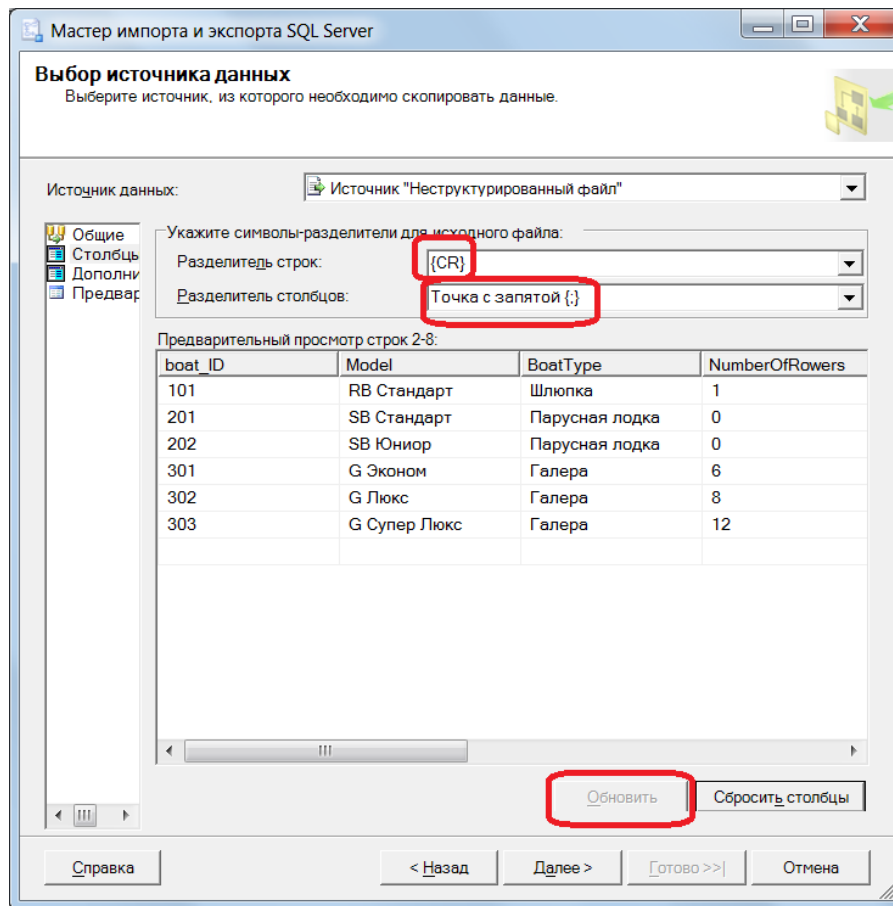 Мастер импорта и экспорта SQL Server
Выбор источника данных
Выберите источник, из которого необходимо скопировать данные.
Источник данных: Источник "Неструктурированный файл"
Общие
Столбць
Дополни
Предвар
Укажите символы-разделители для исходного файла:
Разделитель строк: {CR}
Разделитель столбцов: Точка с запятой {;}
Предварительный просмотр строк 2-8:
boat_ID Model BoatType NumberOfRowers
101 RB Стандарт Шлюпка 1
201 SB Стандарт Парусная лодка 0
202 SB Юниор Парусная лодка 0
301 G Эконом Галера 6
302 G Люкс Галера 8
303 G Супер Люкс Галера 12
Обновить Сбросить столбцы
Справка < Назад Далее > Готово >>| Отмена